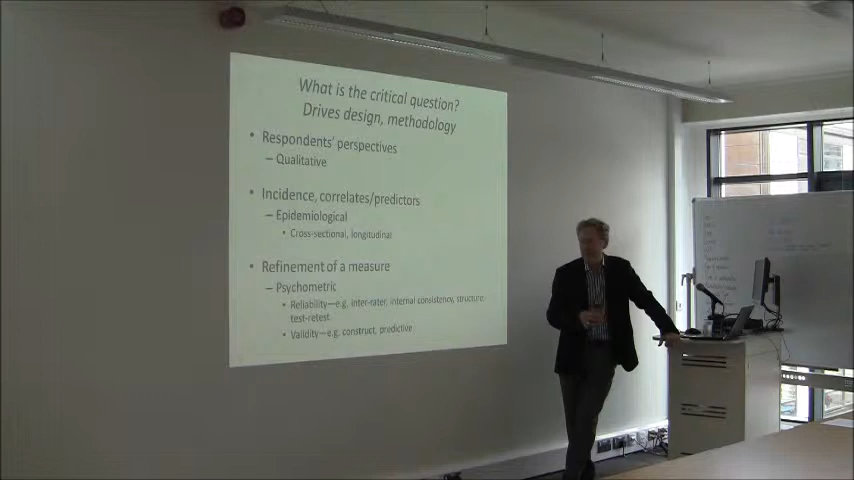 What is the critical question?
Drives design, methodology
• Respondents' perspectives
– Qualitative
• Incidence, correlates/predictors
– Epidemiological
• Cross-sectional, longitudinal
• Refinement of a measure
– Psychometric
• Reliability—e.g. inter-rater, internal consistency, structure,
test-retest
• Validity—e.g. construct, predictive